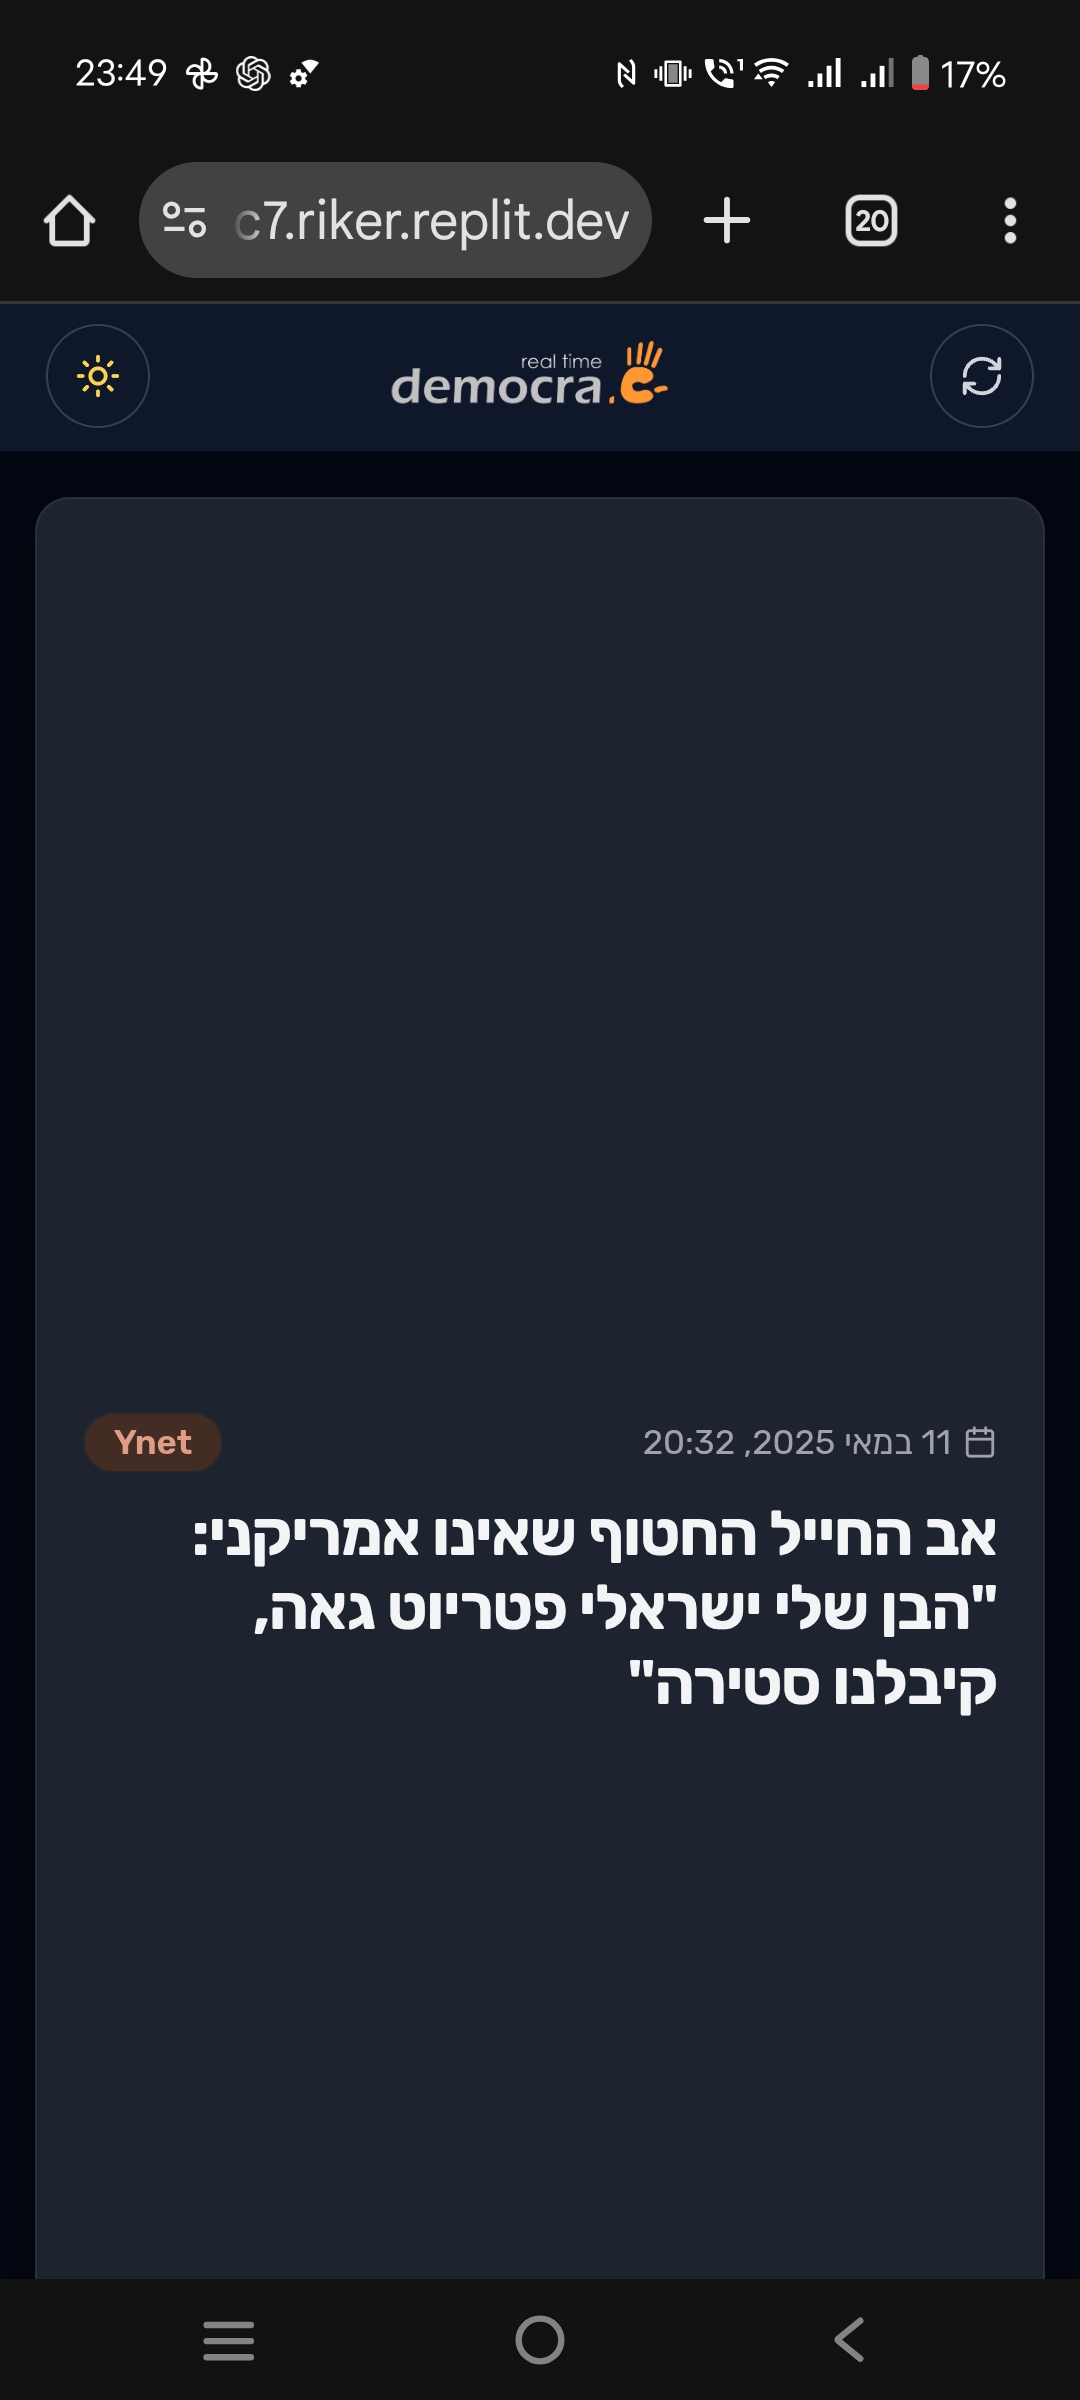 23:49
17%
c7.riker.replit.dev
20
real time
democra.c
Ynet
11 במאי 2025, 20:32
אב החייל החטוף שאינו אמריקני:
"הבן שלי ישראלי פטריוט גאה,
קיבלנו סטירה"